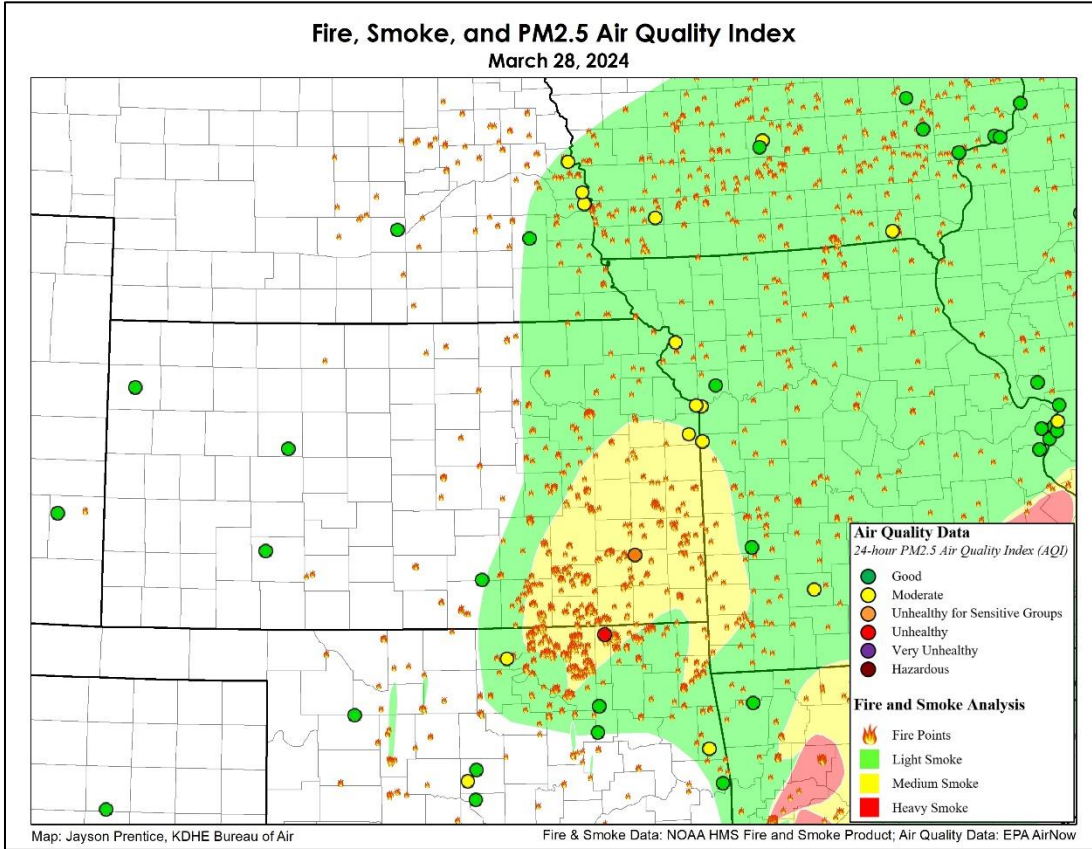 Fire, Smoke, and PM2.5 Air Quality Index
March 28, 2024
Air Quality Data
24-hour PM2.5 Air Quality Index (AQI)
Good
Moderate
Unhealthy for Sensitive Groups
Unhealthy
Very Unhealthy
Hazardous
Fire and Smoke Analysis
Fire Points
Light Smoke
Medium Smoke
Heavy Smoke
Map: Jayson Prentice, KDHE Bureau of Air
Fire & Smoke Data: NOAA HMS Fire and Smoke Product; Air Quality Data: EPA AirNow